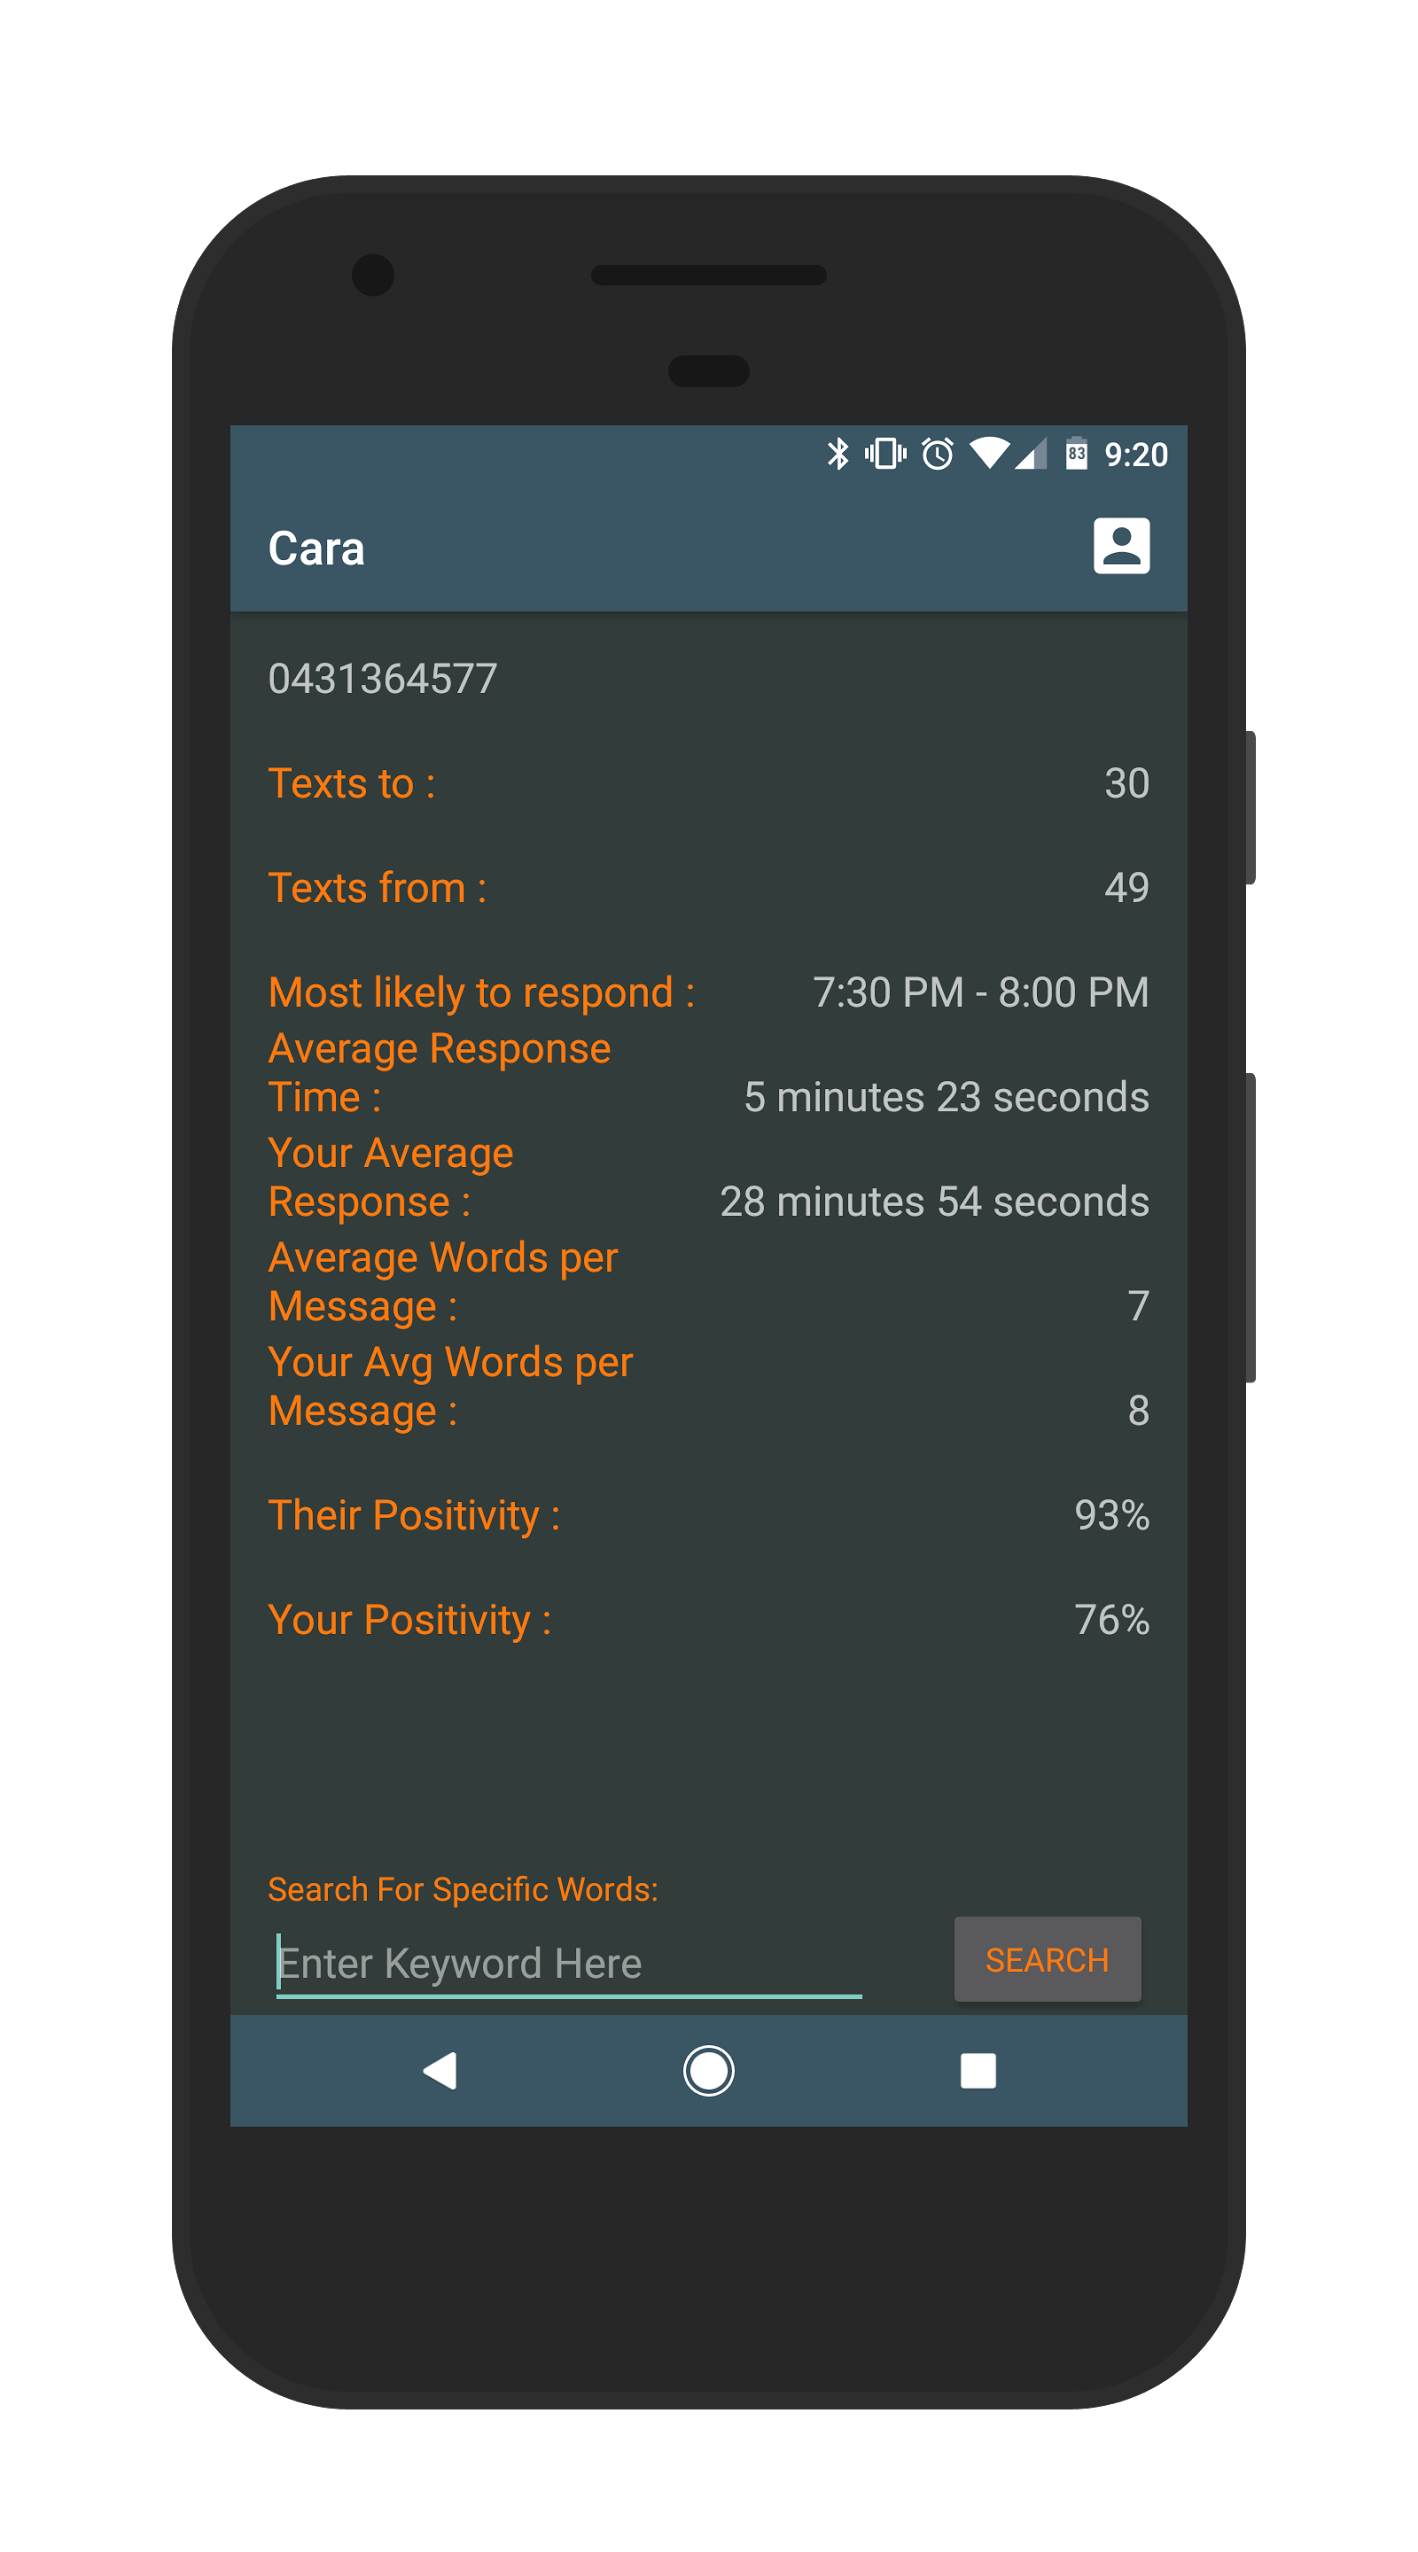 83 9:20
Cara
0431364577
Texts to : 30
Texts from : 49
Most likely to respond : 7:30 PM - 8:00 PM
Average Response
Time : 5 minutes 23 seconds
Your Average
Response : 28 minutes 54 seconds
Average Words per
Message : 7
Your Avg Words per
Message : 8
Their Positivity : 93%
Your Positivity : 76%
Search For Specific Words:
Enter Keyword Here SEARCH